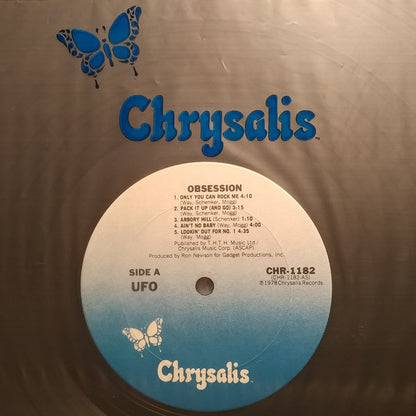 Chrysalis™
OBSESSION
1. ONLY YOU CAN ROCK ME 4:10
(Way, Schenker, Mogg)
2. PACK IT UP (AND GO) 3:15
(Way, Schenker, Mogg)
3. ARBORY HILL (Schenker) 1:10
4. AIN'T NO BABY (Way, Mogg) 4:00
5. LOOKIN' OUT FOR NO. 1 4:35
(Way, Mogg)
Published by T.H.T.H. Music Ltd./
Chrysalis Music Corp. (ASCAP)
Produced by Ron Nevison for Gadget Productions, Inc.
SIDE A
UFO
CHR-1182
(CHR-1182-AS)
℗1978 Chrysalis Records.
Chrysalis™